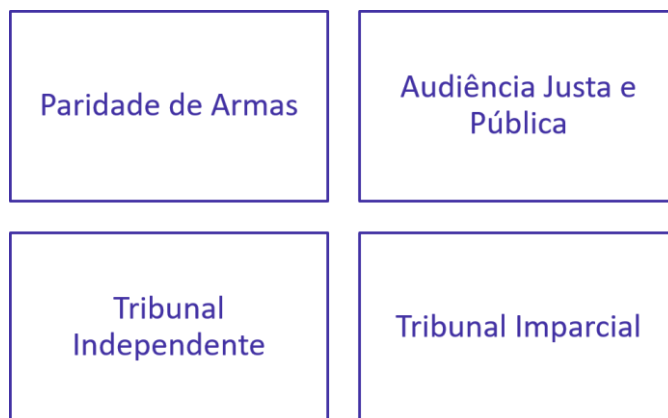 Paridade de Armas
Audiência Justa e
Pública
Tribunal
Independente
Tribunal Imparcial